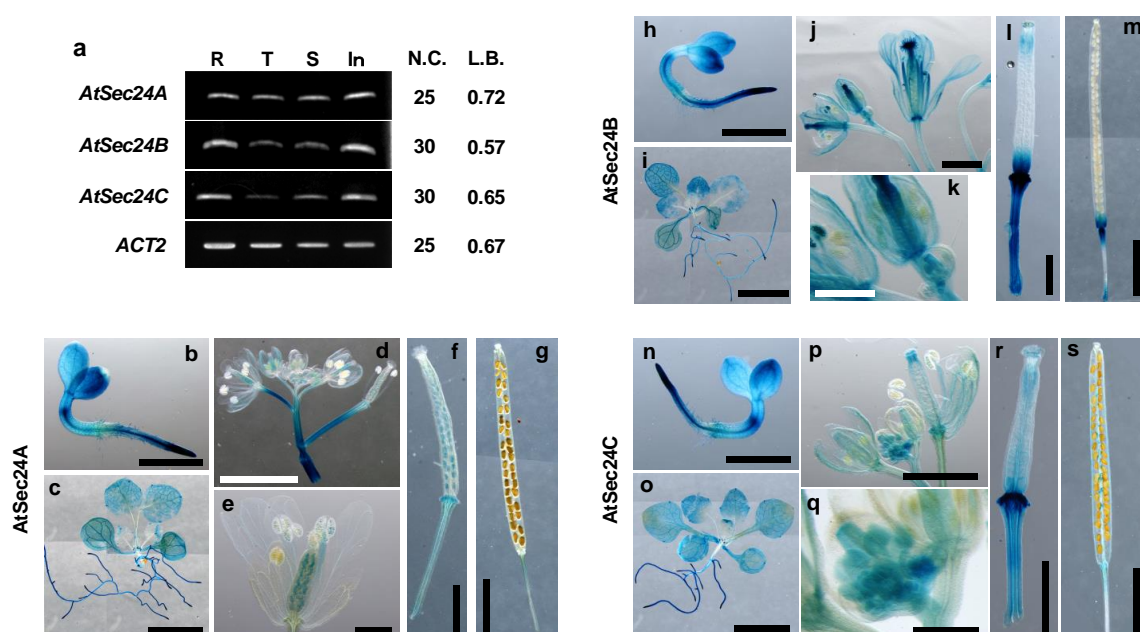 a
R T S In N.C. L.B.
AtSec24A 25 0.72
AtSec24B 30 0.57
AtSec24C 30 0.65
ACT2 25 0.67
AtSec24A
b
c
d
e
f
g
AtSec24B
h
i
j
k
l
m
AtSec24C
n
o
p
q
r
s